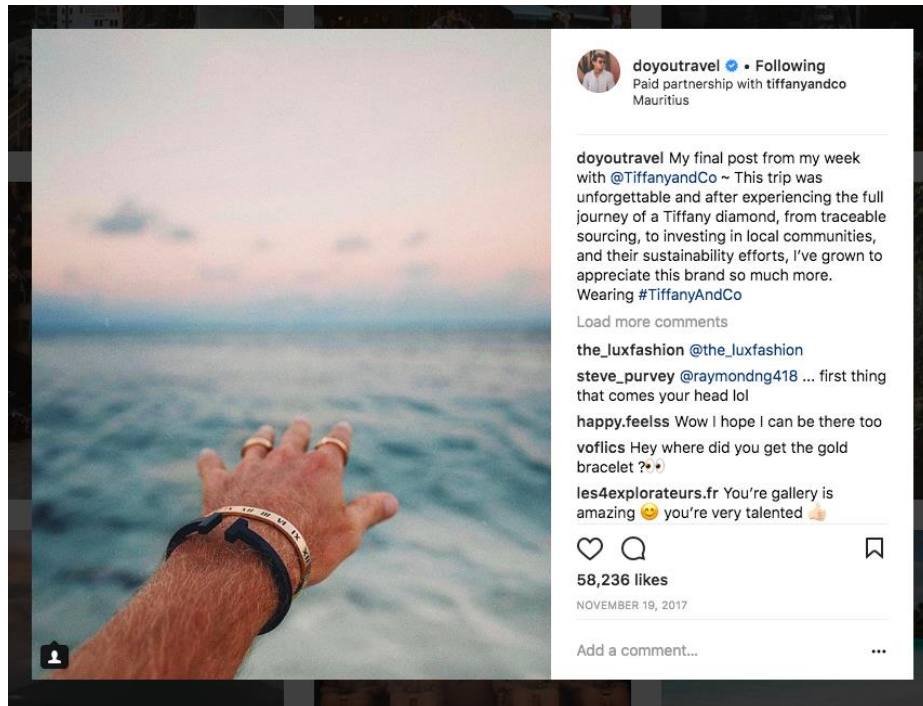 doyoutravel • Following
Paid partnership with tiffanyandco
Mauritius
doyoutravel My final post from my week
with @TiffanyandCo ~ This trip was
unforgettable and after experiencing the full
journey of a Tiffany diamond, from traceable
sourcing, to investing in local communities,
and their sustainability efforts, I've grown to
appreciate this brand so much more.
Wearing #TiffanyAndCo
Load more comments
the_luxfashion @the_luxfashion
steve_purvey @raymondng418 ... first thing
that comes your head lol
happy.feelss Wow I hope I can be there too
voflics Hey where did you get the gold
bracelet ?👀
les4explorateurs.fr You're gallery is
amazing 😊 you're very talented 👍🏻
58,236 likes
NOVEMBER 19, 2017
Add a comment...
III VI IX XII